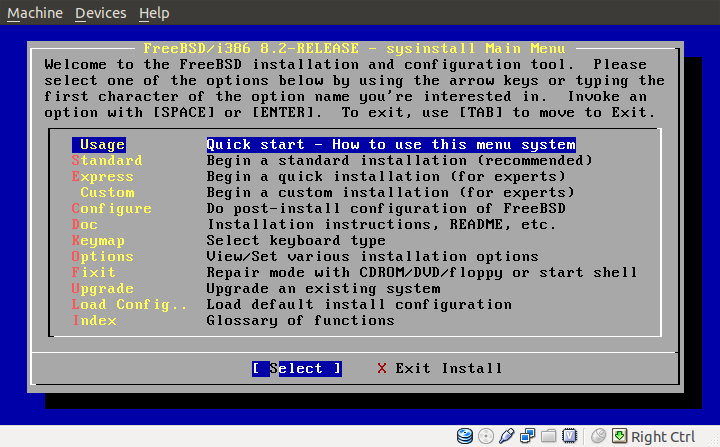 Machine Devices Help
FreeBSD/i386 8.2-RELEASE - sysinstall Main Menu
Welcome to the FreeBSD installation and configuration tool. Please
select one of the options below by using the arrow keys or typing the
first character of the option name you're interested in. Invoke an
option with [SPACE] or [ENTER]. To exit, use [TAB] to move to Exit.
Usage Quick start - How to use this menu system
Standard Begin a standard installation (recommended)
Express Begin a quick installation (for experts)
Custom Begin a custom installation (for experts)
Configure Do post-install configuration of FreeBSD
Doc Installation instructions, README, etc.
Keymap Select keyboard type
Options View/Set various installation options
Fixit Repair mode with CDROM/DVD/floppy or start shell
Upgrade Upgrade an existing system
Load Config.. Load default install configuration
Index Glossary of functions
[ Select ] X Exit Install
Right Ctrl